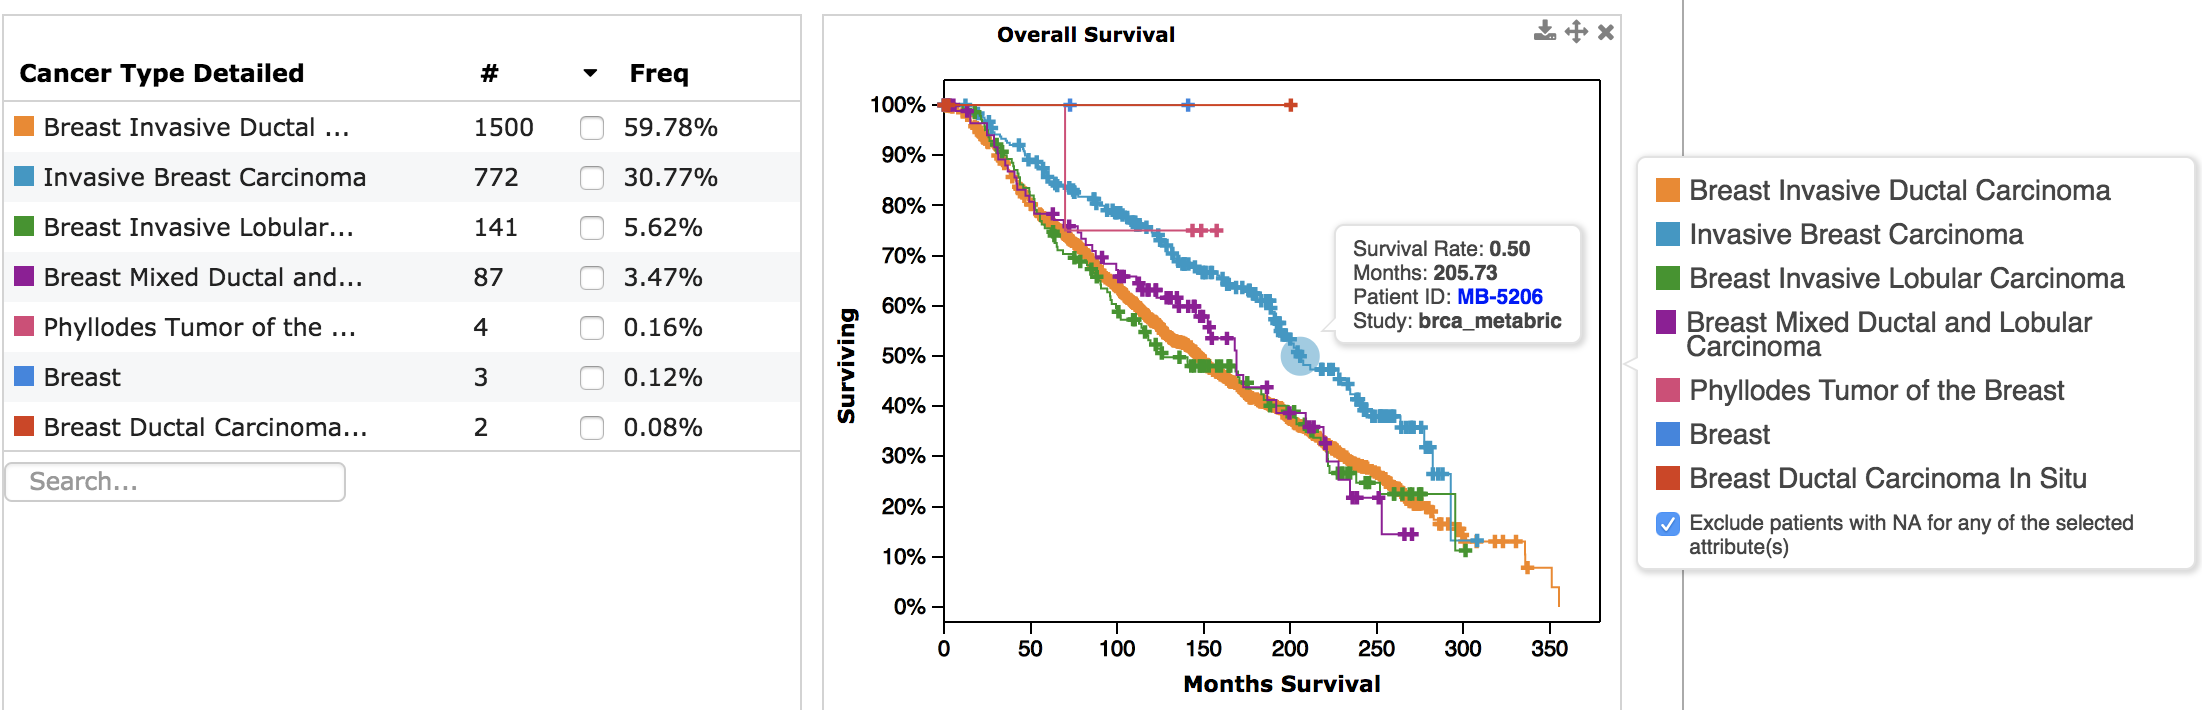 Cancer Type Detailed # Freq
Breast Invasive Ductal ... 1500 59.78%
Invasive Breast Carcinoma 772 30.77%
Breast Invasive Lobular... 141 5.62%
Breast Mixed Ductal and... 87 3.47%
Phyllodes Tumor of the ... 4 0.16%
Breast 3 0.12%
Breast Ductal Carcinoma... 2 0.08%
Search...
Overall Survival
Surviving
100%
90%
80%
70%
60%
50%
40%
30%
20%
10%
0%
0 50 100 150 200 250 300 350
Months Survival
Survival Rate: 0.50
Months: 205.73
Patient ID: MB-5206
Study: brca_metabric
Breast Invasive Ductal Carcinoma
Invasive Breast Carcinoma
Breast Invasive Lobular Carcinoma
Breast Mixed Ductal and Lobular
Carcinoma
Phyllodes Tumor of the Breast
Breast
Breast Ductal Carcinoma In Situ
Exclude patients with NA for any of the selected
attribute(s)